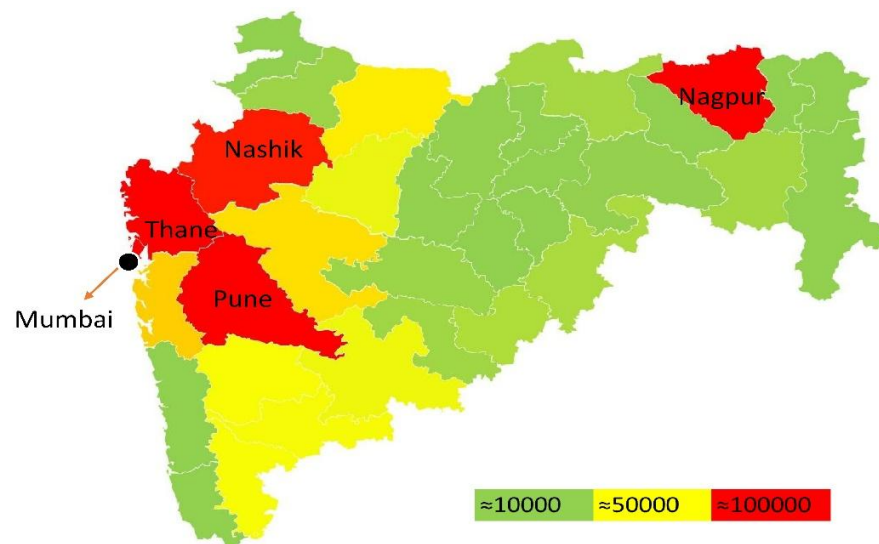 Nagpur
Nashik
Thane
Pune
Mumbai
≈10000 ≈50000 ≈100000